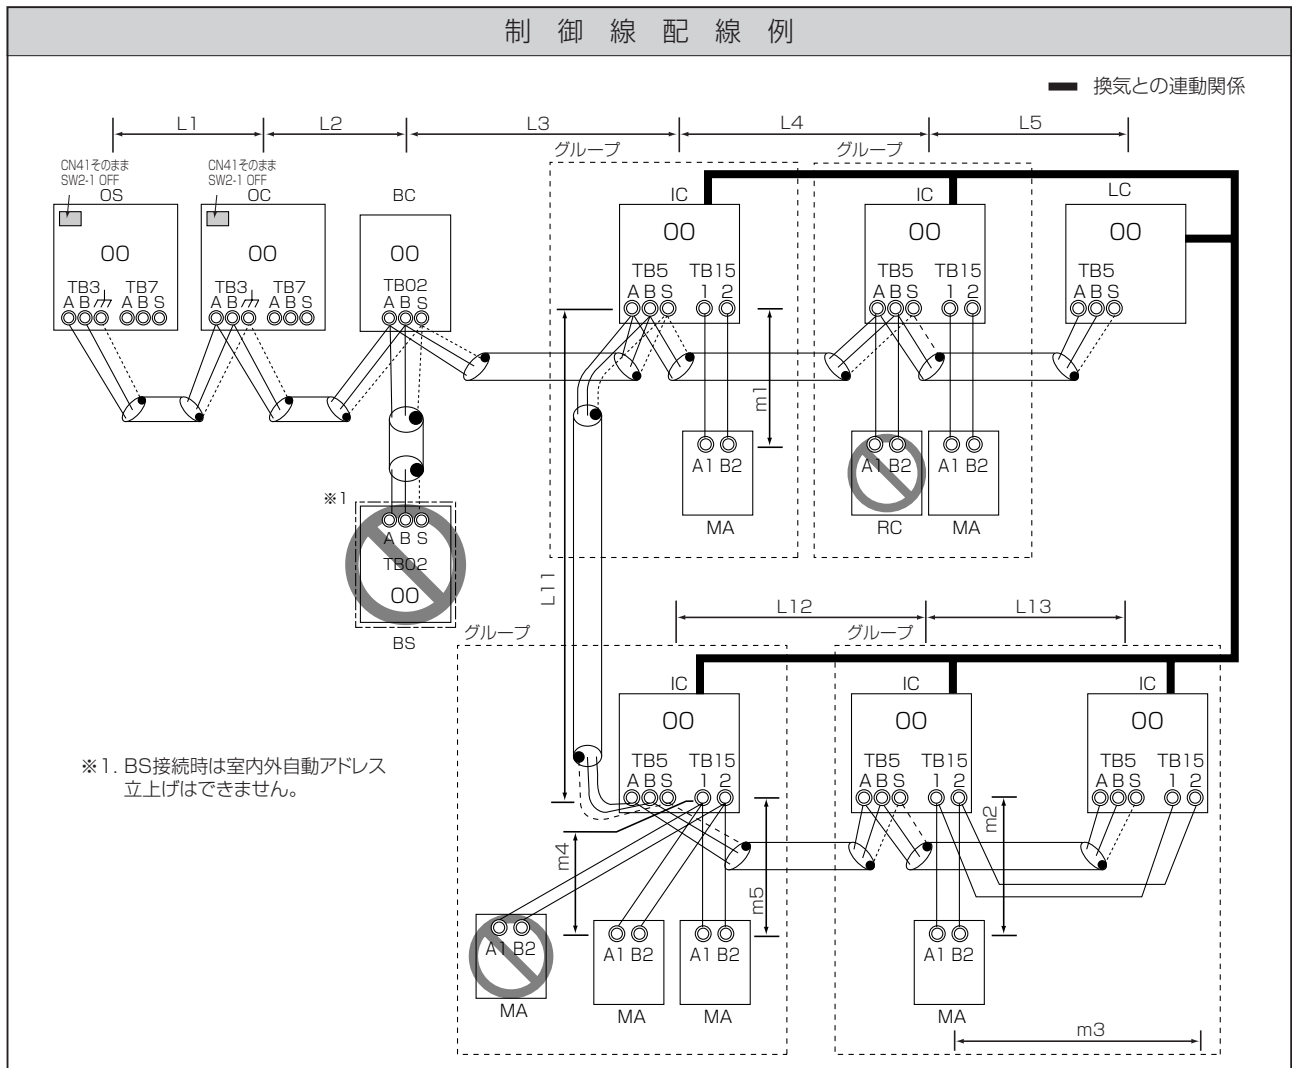 制御線配線例
換気との連動関係
L1 L2 L3 L4 L5
グループ グループ
CN41そのまま
SW2-1 OFF
CN41そのまま
SW2-1 OFF
OS OC BC IC IC LC
00 00 00 00 00 00
TB3 TB7 TB3 TB7 TB02 TB5 TB15 TB5 TB15 TB5
A B A B S A B A B S A B S A B S 1 2 A B S 1 2 A B S
m1
A1 B2 A1 B2 A1 B2
MA RC MA
※1
A B S
TB02
00
BS
L11
L12 L13
グループ グループ
IC IC IC
00 00 00
TB5 TB15 TB5 TB15 TB5 TB15
A B S 1 2 A B S 1 2 A B S 1 2
※1. BS接続時は室内外自動アドレス
立上げはできません。
m4 m5 m2
A1 B2 A1 B2 A1 B2 A1 B2
MA MA MA MA
m3